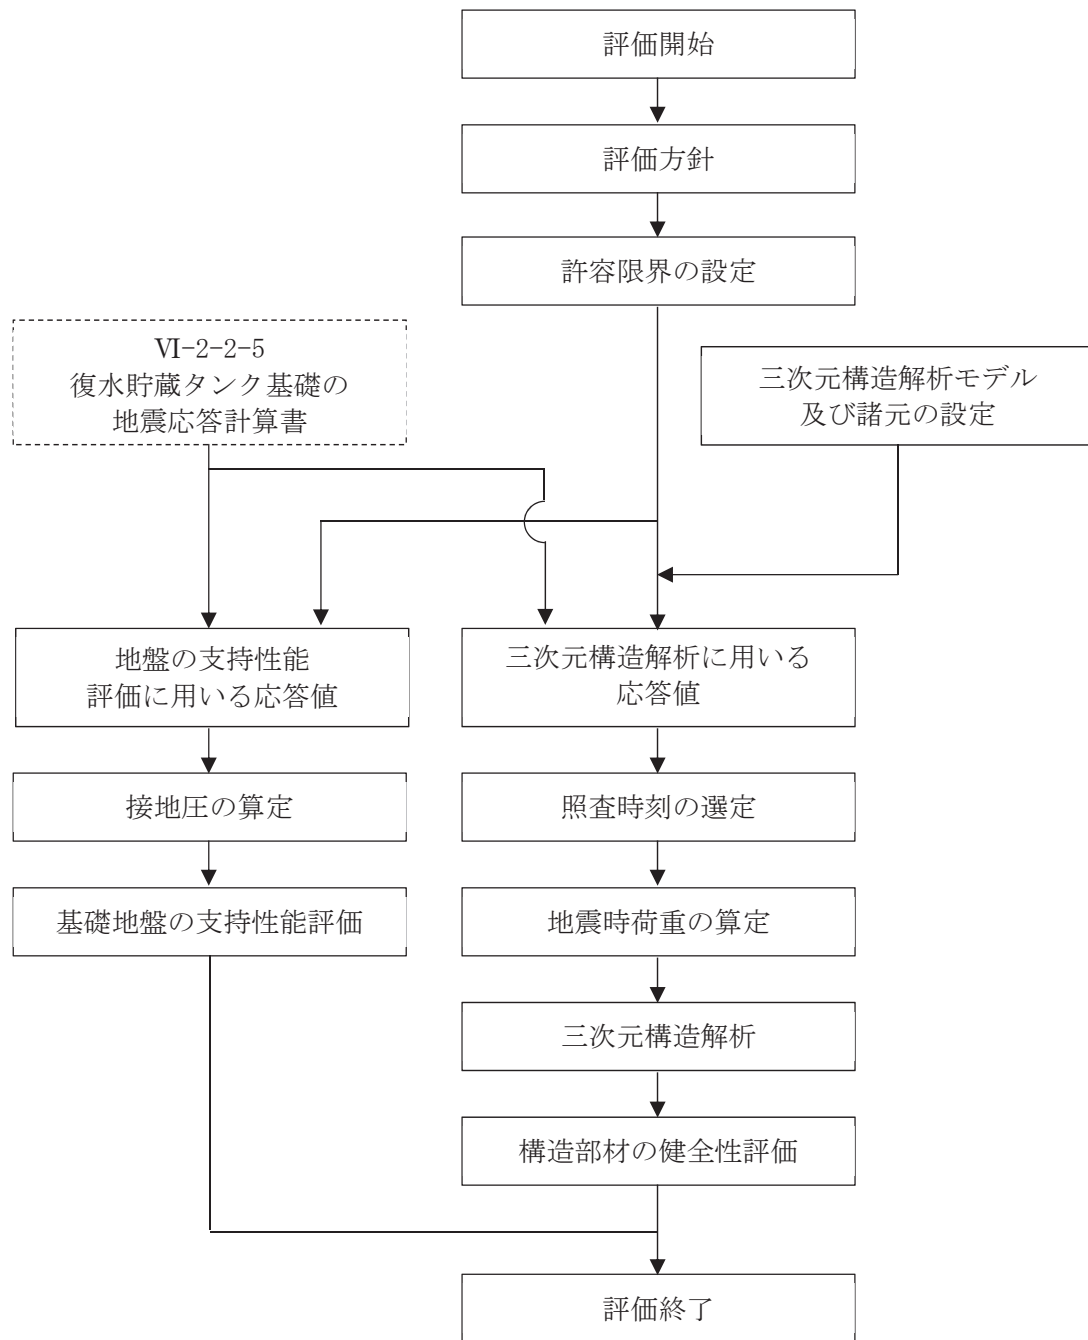 評価開始
評価方針
許容限界の設定
Ⅵ-2-2-5
復水貯蔵タンク基礎の
地震応答計算書
三次元構造解析モデル
及び諸元の設定
地盤の支持性能
評価に用いる応答値
三次元構造解析に用いる
応答値
接地圧の算定
照査時刻の選定
基礎地盤の支持性能評価
地震時荷重の算定
三次元構造解析
構造部材の健全性評価
評価終了